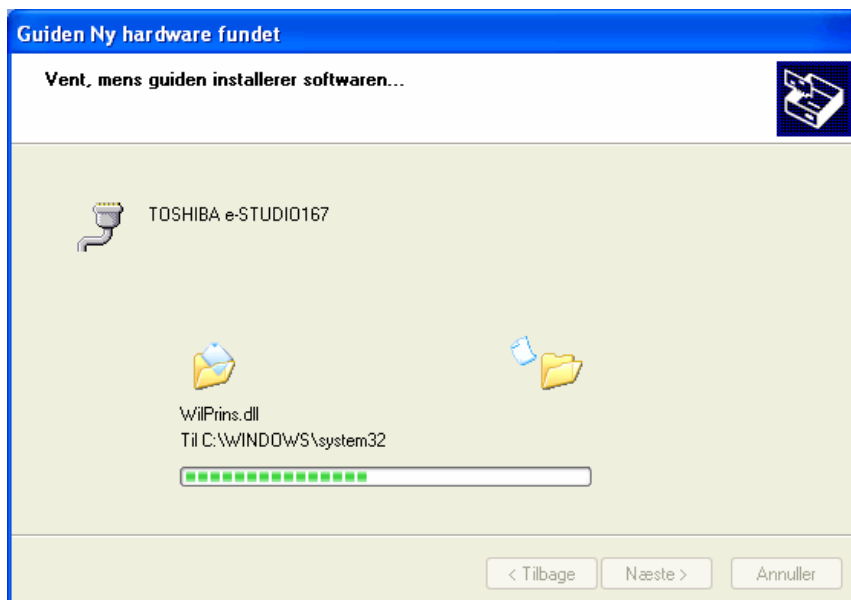 Guiden Ny hardware fundet
Vent, mens guiden installerer softwaren...
TOSHIBA e-STUDIO167
WilPrins.dll
Til C:\WINDOWS\system32
< Tilbage
Næste >
Annuller